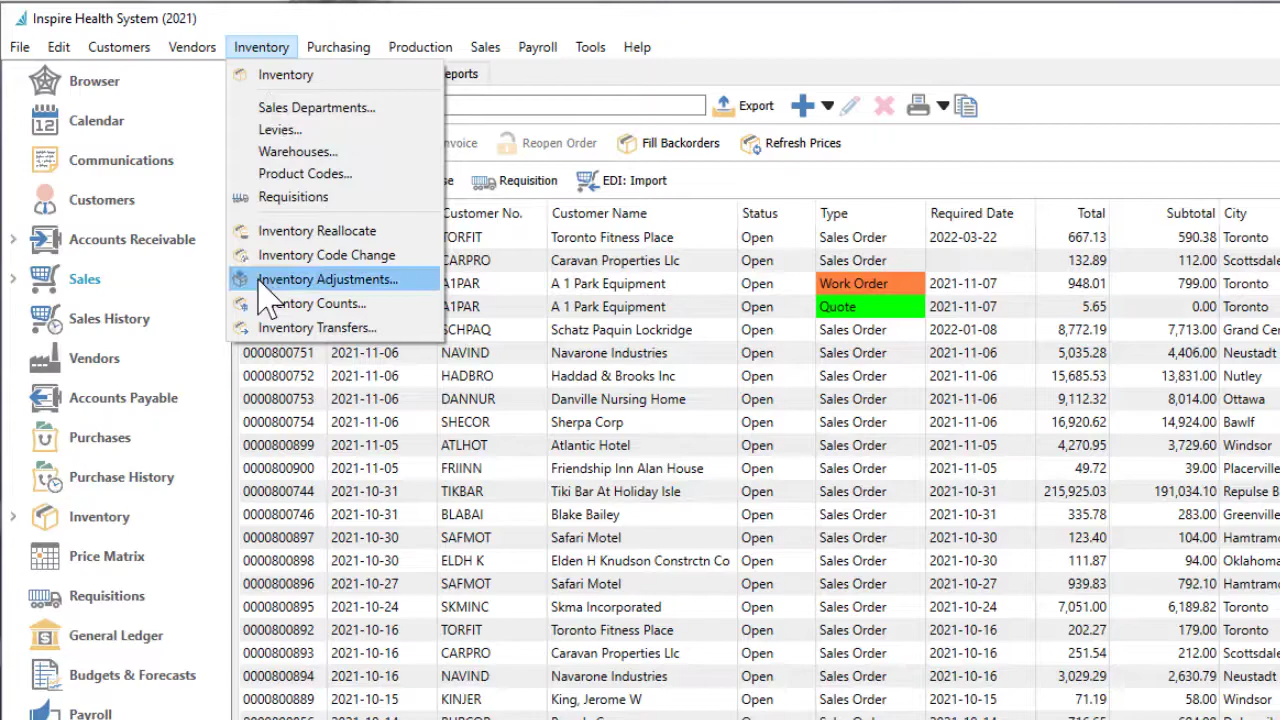 Inspire Health System (2021)
File Edit Customers Vendors Inventory Purchasing Production Sales Payroll Tools Help
Browser
Calendar
Communications
Customers
Accounts Receivable
Sales
Sales History
Vendors
Accounts Payable
Purchases
Purchase History
Inventory
Price Matrix
Requisitions
General Ledger
Budgets & Forecasts
Payroll
Inventory
Sales Departments...
Levies...
Warehouses...
Product Codes...
Requisitions
Inventory Reallocate
Inventory Code Change
Inventory Adjustments...
Counts...
Inventory Transfers...
Export
Reopen Order Fill Backorders Refresh Prices
Requisition EDI: Import
Customer No. Customer Name Status Type Required Date Total Subtotal City
TORFIT Toronto Fitness Place Open Sales Order 2022-03-22 667.13 590.38 Toronto
CARPRO Caravan Properties Llc Open Sales Order 132.89 112.00
A1PAR A 1 Park Equipment Open Work Order 2021-11-07 948.01 799.00 Toronto
A1PAR A 1 Park Equipment Open Quote 2021-11-07 5.65 0.00 Toronto
SCHPAQ Schatz Paquin Lockridge Open Sales Order 2022-01-08 8,772.19 7,713.00 Grand
0000800751 2021-11-06 NAVIND Navarone Industries Open Sales Order 2021-11-06 5,035.28 4,406.00 Neustadt
0000800752 2021-11-06 HADBRO Haddad & Brooks Inc Open Sales Order 2021-11-06 15,685.53 13,831.00 Nutley
0000800753 2021-11-06 DANNUR Danville Nursing Home Open Sales Order 2021-11-06 9,112.32 8,014.00 Ottawa
0000800754 2021-11-06 SHECOR Sherpa Corp Open Sales Order 2021-11-06 16,920.62 14,924.00 Bawlf
0000800899 2021-11-05 ATLHOT Atlantic Hotel Open Sales Order 2021-11-05 4,270.95 3,729.60 Windsor
0000800900 2021-11-05 FRIINN Friendship Inn Alan House Open Sales Order 2021-11-05 49.72 39.00
0000800744 2021-10-31 TIKBAR Tiki Bar At Holiday Isle Open Sales Order 2021-10-31 215,925.03 191,034.10 Repulse
0000800746 2021-10-31 BLABAI Blake Bailey Open Sales Order 2021-10-31 335.78 283.00
0000800897 2021-10-30 SAFMOT Safari Motel Open Sales Order 2021-10-30 123.40 104.00
0000800898 2021-10-30 ELDH K Elden H Knudson Constrctn Co Open Sales Order 2021-10-30 111.87 94.00
0000800896 2021-10-27 SAFMOT Safari Motel Open Sales Order 2021-10-27 939.83 792.10
0000800895 2021-10-24 SKMINC Skma Incorporated Open Sales Order 2021-10-24 7,051.00 6,189.82 Toronto
0000800892 2021-10-16 TORFIT Toronto Fitness Place Open Sales Order 2021-10-16 202.27 179.00 Toronto
0000800893 2021-10-16 CARPRO Caravan Properties Llc Open Sales Order 2021-10-16 251.54 212.00
0000800894 2021-10-16 NAVIND Navarone Industries Open Sales Order 2021-10-16 3,029.29 2,630.79 Neustadt
0000800889 2021-10-15 KINJER King, Jerome W Open Sales Order 2021-10-15 71.19 58.00 Windsor